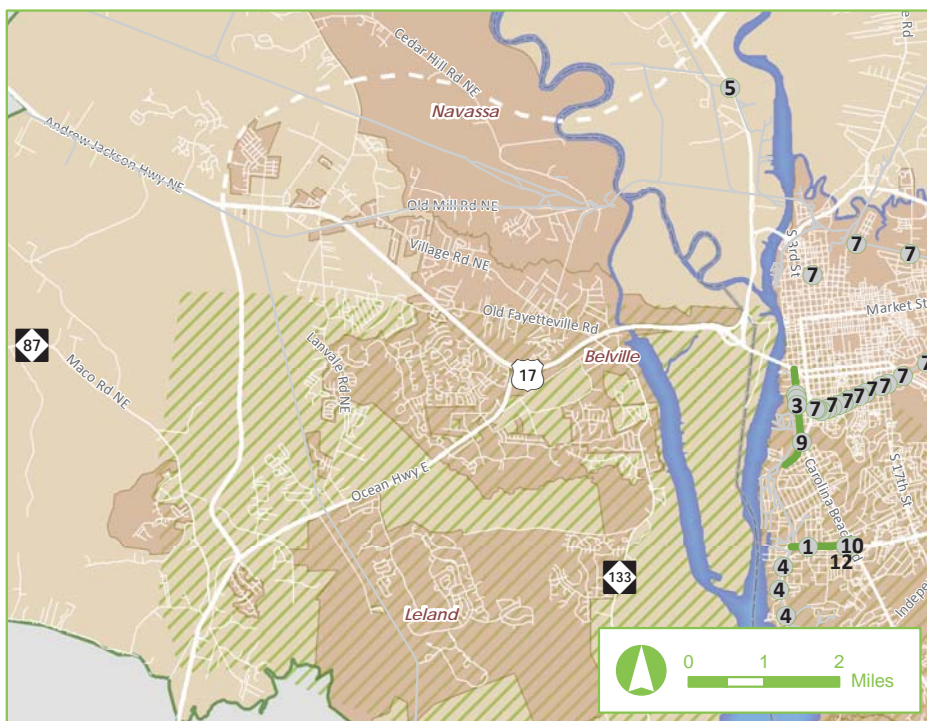 Cedar Hill Rd NE
e Rd
5
Navassa
Andrew Jackson Hwy NE
Old Mill Rd NE
S 3rd St
7
7
7
Village Rd NE
Market St
Old Fayetteville Rd
87
Maco Rd NE
Lanvale Rd NE
Belville
17
7
3
7 7 7 7 7 7 7
9
Carolina Beach Rd
S 17th St
Ocean Hwy E
1
10
12
4
4
4
133
Leland
Indepe
0 1 2
Miles